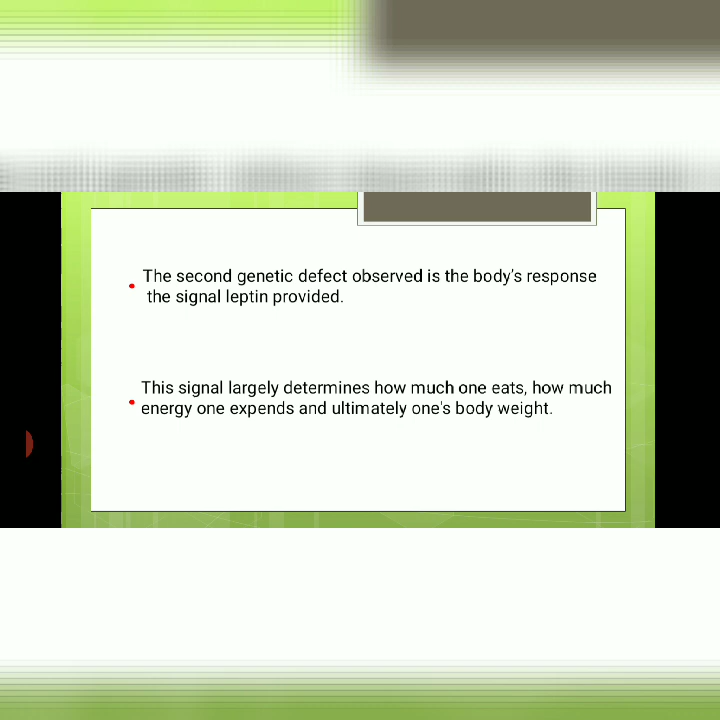 The second genetic defect observed is the body's response
the signal leptin provided.
This signal largely determines how much one eats, how much
energy one expends and ultimately one's body weight.